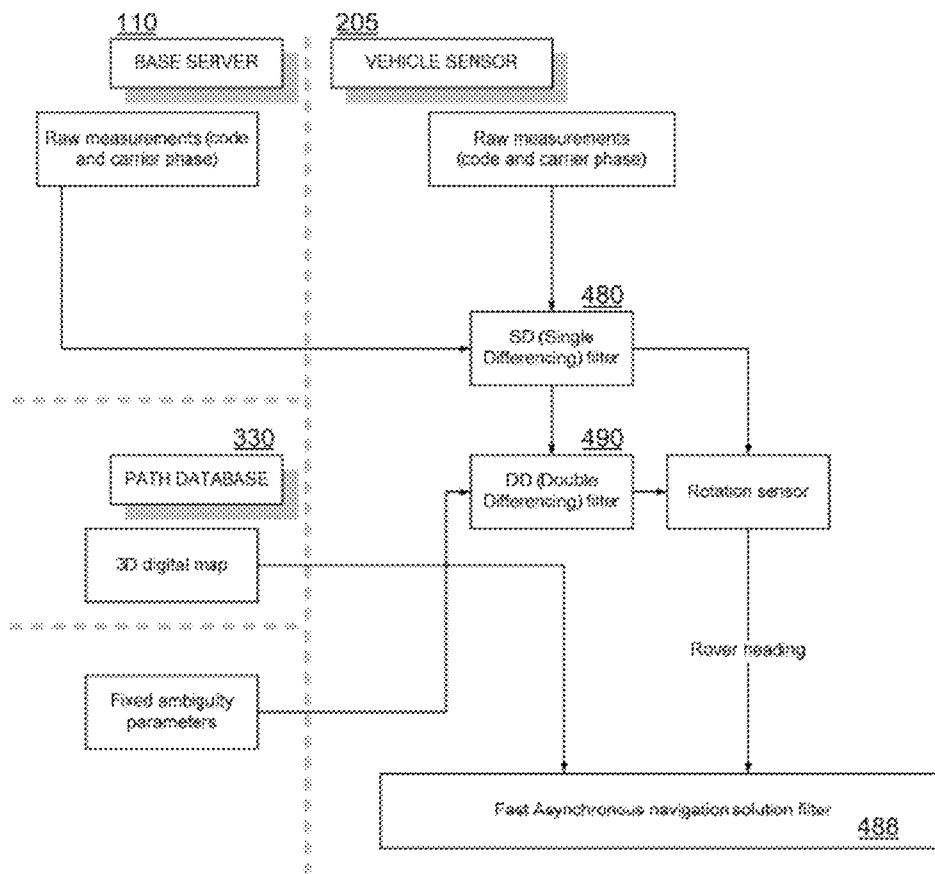 110
BASE SERVER
205
VEHICLE SENSOR
Raw measurements (code
and carrier phase)
Raw measurements
(code and carrier phase)
480
SD (Single
Differencing) filter
330
PATH DATABASE
490
DD (Double
Differencing) filter
Rotation sensor
3D digital map
Rover heading
Fixed ambiguity
parameters
Fast Asynchronous navigation solution filter
488